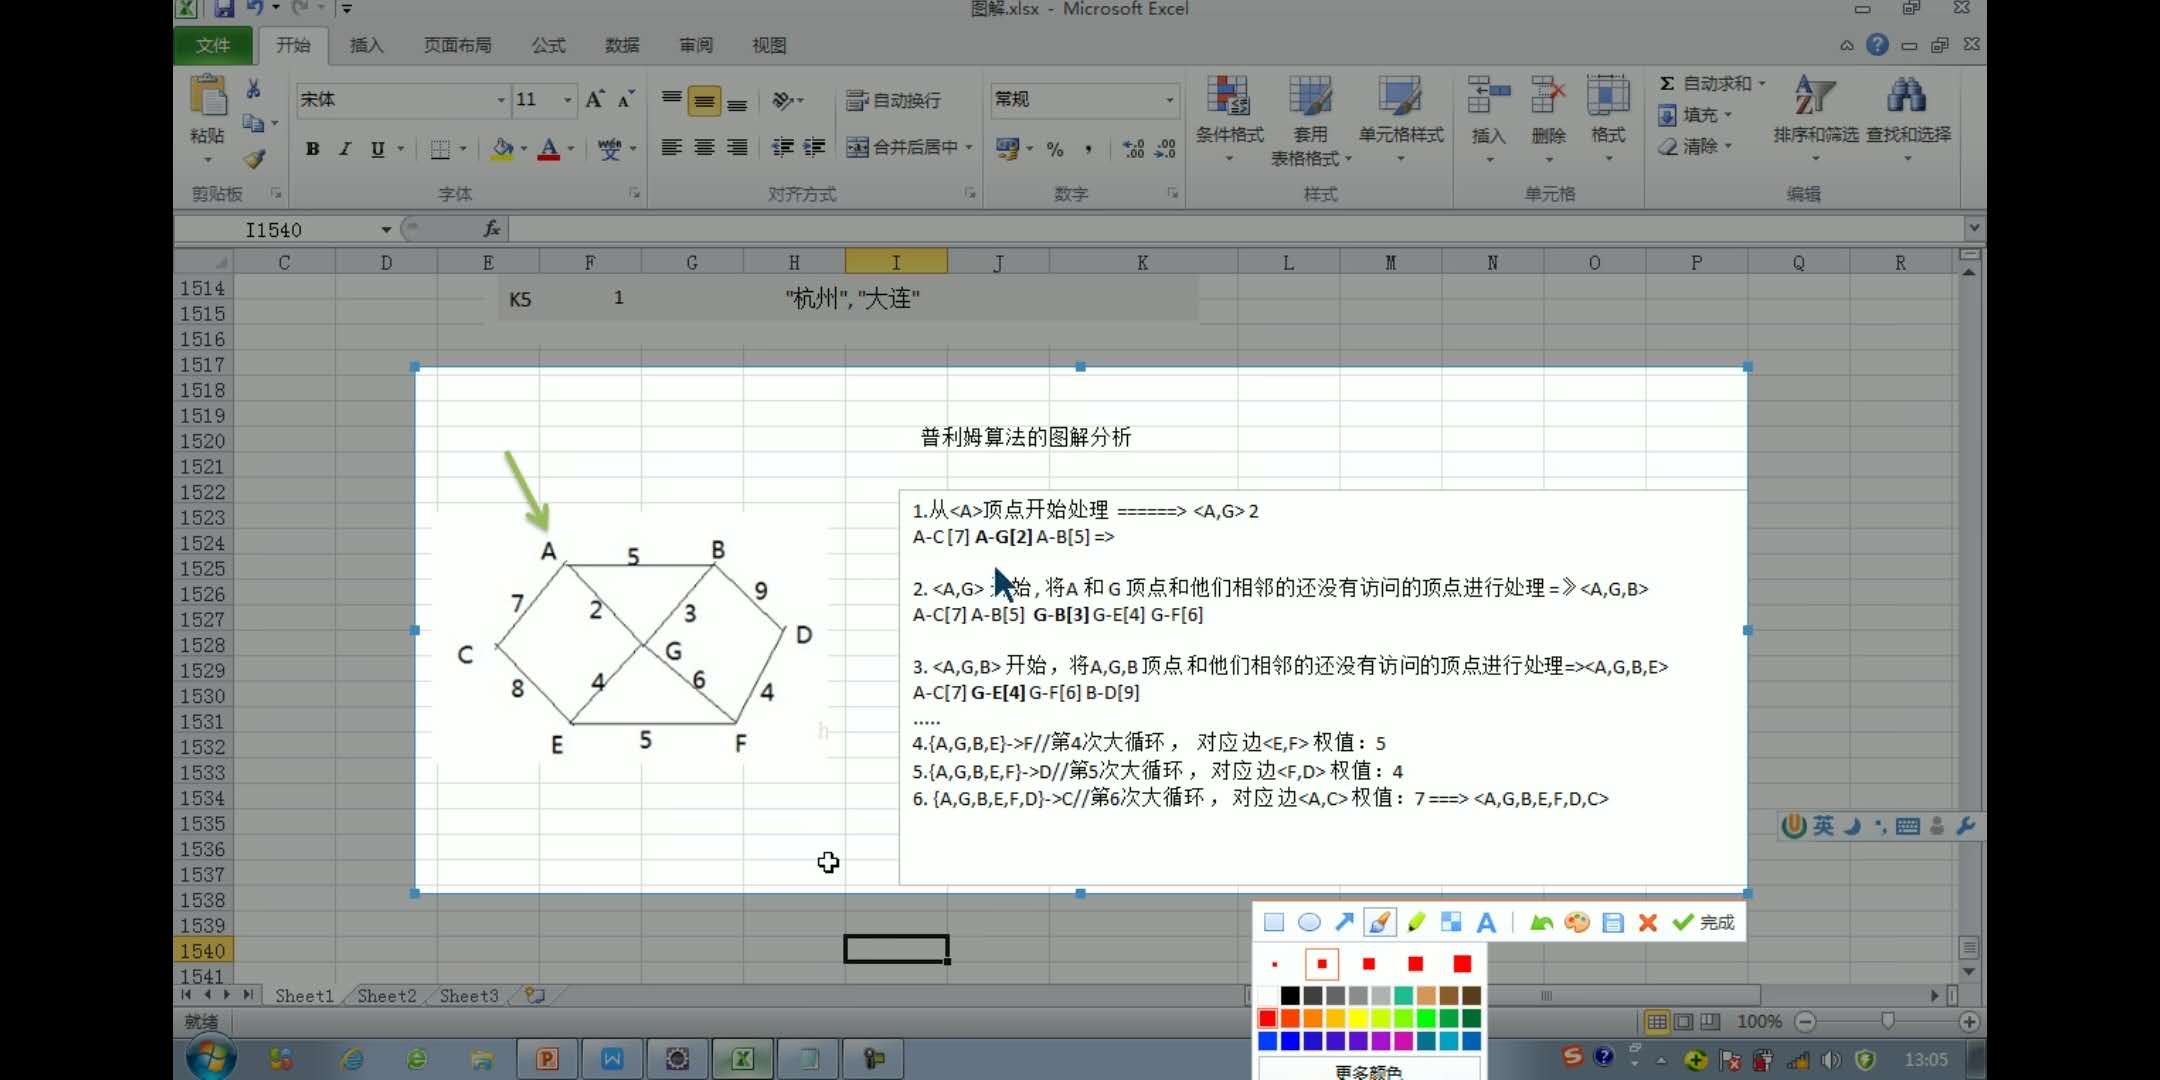 图解.xlsx - Microsoft Excel
文件 开始 插入 页面布局 公式 数据 审阅 视图
宋体 11 自动换行 常规 Σ 自动求和
粘贴 B I U A wén 文 合并后居中 % 条件格式 套用 表格格式 单元格样式 插入 删除 格式 填充 清除 排序和筛选 查找和选择
剪贴板 字体 对齐方式 数字 样式 单元格 编辑
I1540 fx
C D E F G H I J K L M N O P Q R
1514
K5 1 "杭州", "大连"
1515
1516
1517
1518
1519
1520
1521
1522
1523
1524
1525
1526
1527
1528
1529
1530
1531
1532
1533
1534
1535
1536
1537
1538
1539
1540
1541
普利姆算法的图解分析
A 5 B
7 2 3 9
C G D
8 4 6 4
E 5 F
1.从<A>顶点开始处理 ======> <A,G> 2
A-C [7] A-G[2] A-B[5] =>
2. <A,G> 始 , 将A 和 G 顶点和他们相邻的还没有访问的顶点进行处理 =》<A,G,B>
A-C[7] A-B[5] G-B[3] G-E[4] G-F[6]
3. <A,G,B> 开始，将A,G,B 顶点 和他们相邻的还没有访问的顶点进行处理=><A,G,B,E>
A-C[7] G-E[4] G-F[6] B-D[9]
.....
4.{A,G,B,E}->F//第4次大循环 ， 对应 边<E,F> 权值：5
5.{A,G,B,E,F}->D//第5次大循环 ， 对应边<F,D> 权值：4
6. {A,G,B,E,F,D}->C//第6次大循环 ， 对应边<A,C> 权值：7 ===> <A,G,B,E,F,D,C>
英
A 完成
Sheet1 Sheet2 Sheet3
就绪 100%
更多颜色
13:05